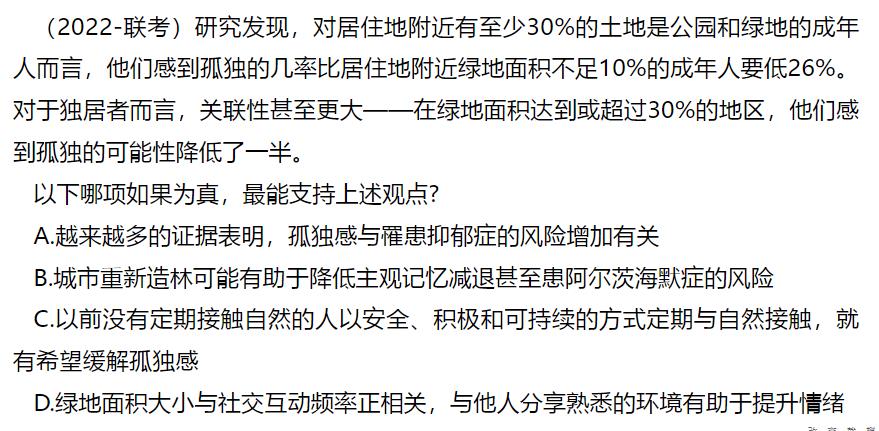 （2022-联考）研究发现，对居住地附近有至少30%的土地是公园和绿地的成年
人而言，他们感到孤独的几率比居住地附近绿地面积不足10%的成年人要低26%。
对于独居者而言，关联性甚至更大——在绿地面积达到或超过30%的地区，他们感
到孤独的可能性降低了一半。
以下哪项如果为真，最能支持上述观点?
A.越来越多的证据表明，孤独感与罹患抑郁症的风险增加有关
B.城市重新造林可能有助于降低主观记忆减退甚至患阿尔茨海默症的风险
C.以前没有定期接触自然的人以安全、积极和可持续的方式定期与自然接触，就
有希望缓解孤独感
D.绿地面积大小与社交互动频率正相关，与他人分享熟悉的环境有助于提升情绪